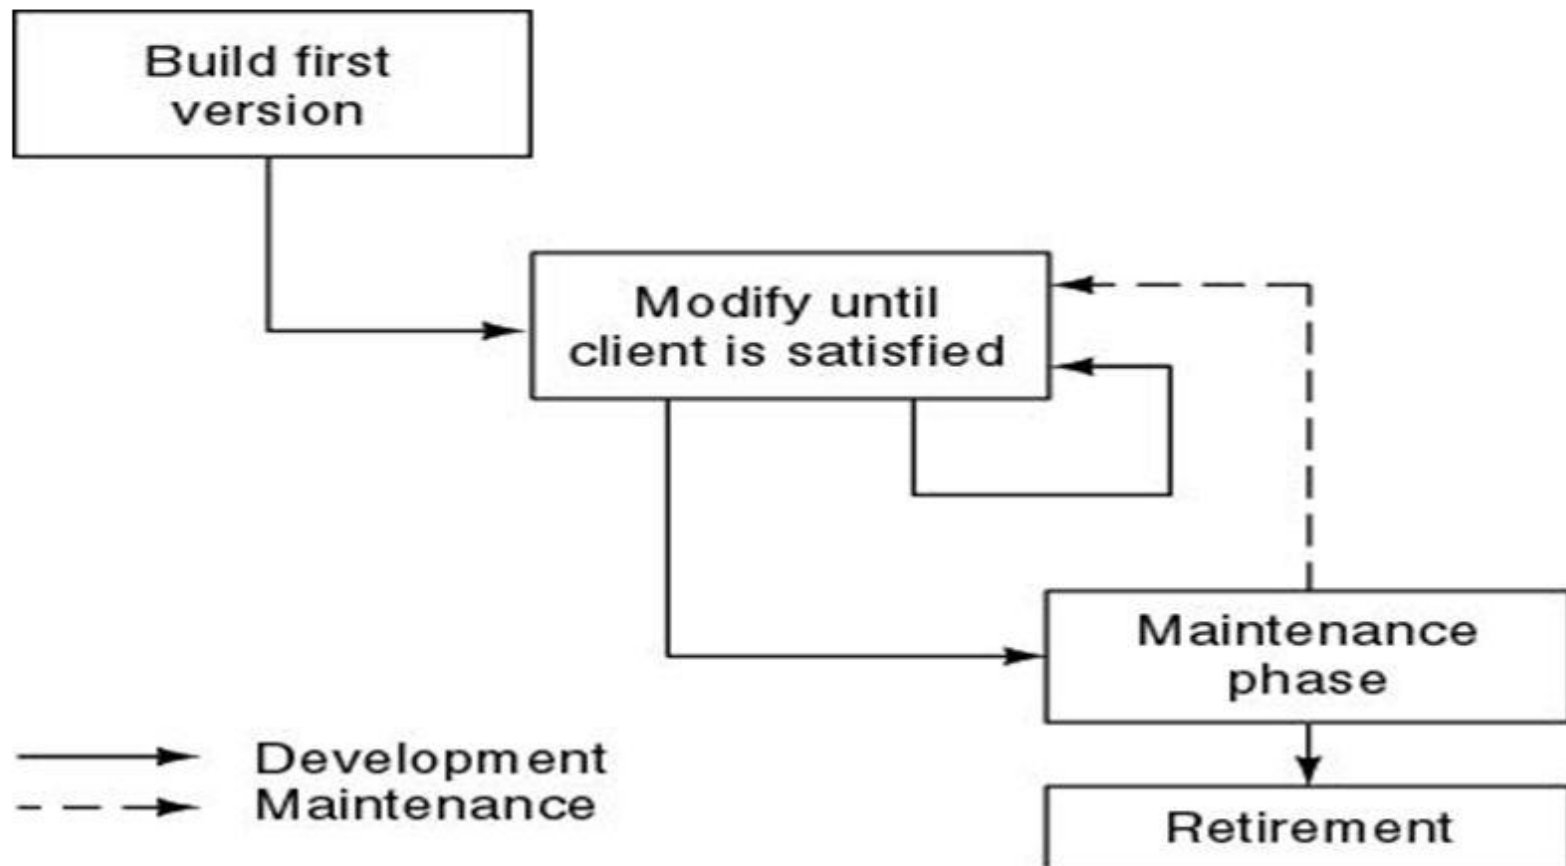 Build first
version
Modify until
client is satisfied
Maintenance
phase
Development
Maintenance
Retirement